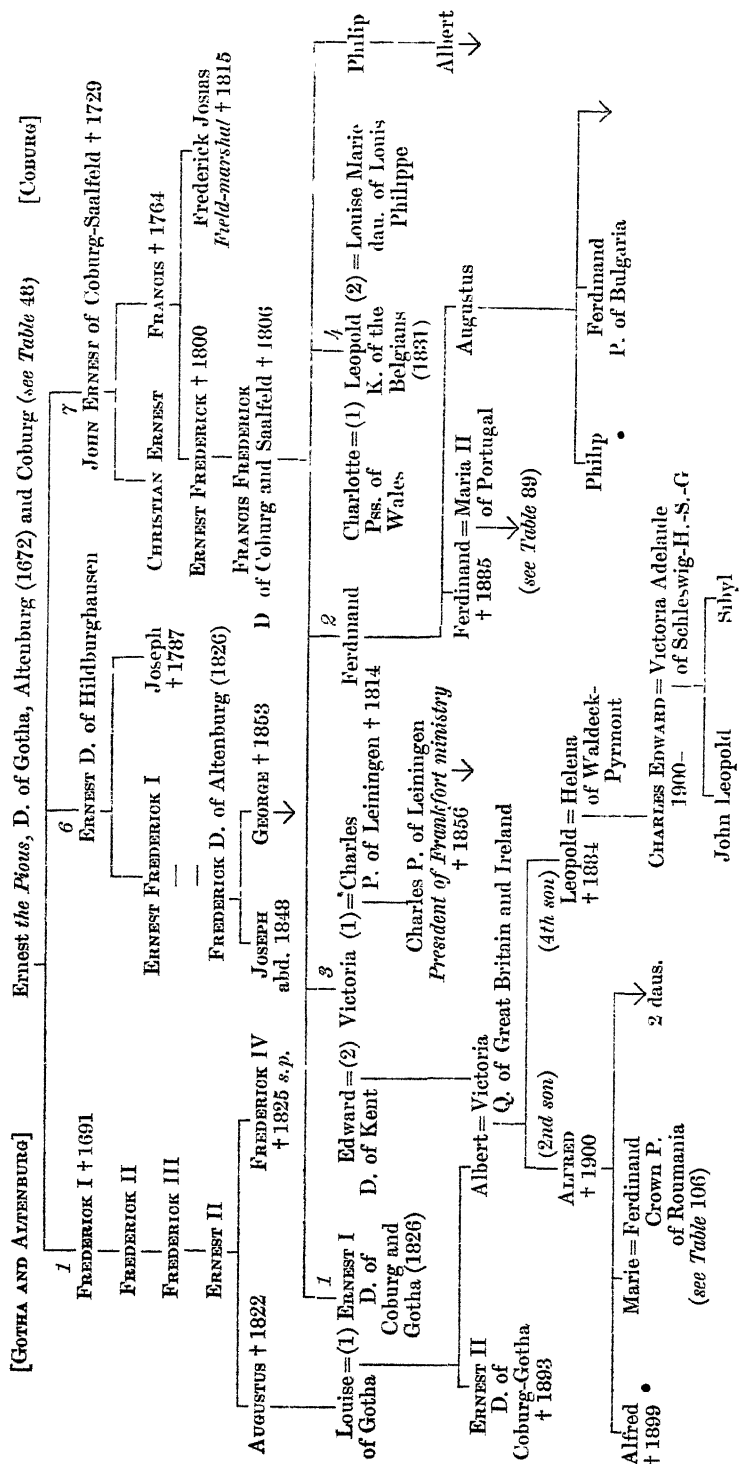 [GOTHA AND ALTENBURG]
Ernest the Pious, D. of Gotha, Altenburg (1672) and Coburg (see Table 48)
[COBURG]
1
FREDERICK I †1691
6
ERNEST D. of Hildburghausen
7
JOHN ERNEST of Coburg-Saalfeld † 1729
FREDERICK II
ERNEST FREDERICK I
Joseph
† 1787
CHRISTIAN ERNEST
FRANCIS † 1764
FREDERICK III
ERNEST FREDERICK † 1800
Frederick Josias
Field-marshal † 1815
ERNEST II
FREDERICK D. of Altenburg (1826)
FRANCIS FREDERICK
D of Coburg and Saalfeld † 1806
AUGUSTUS † 1822
FREDERICK IV
† 1825 s.p.
JOSEPH
abd. 1848
GEORGE † 1853
Louise=(1) ERNEST I
of Gotha
1
D. of
Coburg and
Gotha (1826)
Edward=(2) Victoria (1)=Charles
D. of Kent
3
P. of Leiningen † 1814
2
Ferdinand
Charlotte=(1) Leopold (2)=Louise Marie
Pss. of
Wales
4
K. of the
Belgians
(1831)
dau. of Louis
Philippe
Philip
Charles P. of Leiningen
President of Frankfort ministry
† 1856
Ferdinand=Maria II
† 1885
of Portugal
(see Table 89)
Augustus
Albert
ERNEST II
D. of
Coburg-Gotha
† 1893
Albert=Victoria
Q. of Great Britain and Ireland
Philip
Ferdinand
P. of Bulgaria
(2nd son)
ALFRED
† 1900
(4th son)
Leopold=Helena
† 1884
of Waldeck-
Pyrmont
Alfred
† 1899
Marie=Ferdinand
Crown P.
of Roumania
(see Table 106)
2 daus.
CHARLES EDWARD=Victoria Adelaude
1900–
of Schleswig-H.-S.-G
John Leopold
Sibyl